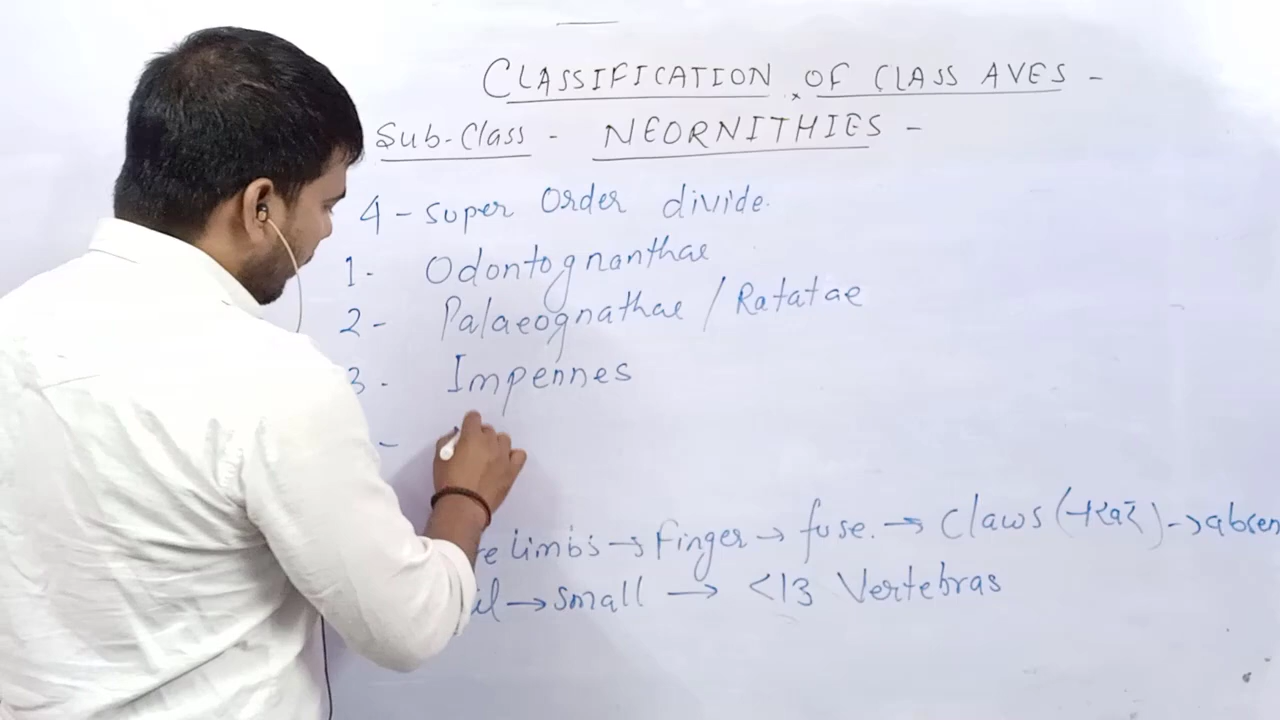 CLASSIFICATION OF CLASS AVES -
Sub-Class - NEORNITHIES -
4 - Super Order divide.
1- Odontognanthae
2- Palaeognathae / Ratatae
3- Impennes
-
limbs → finger → fuse. → Claws ( ) → absen
→ small → <13 Vertebras